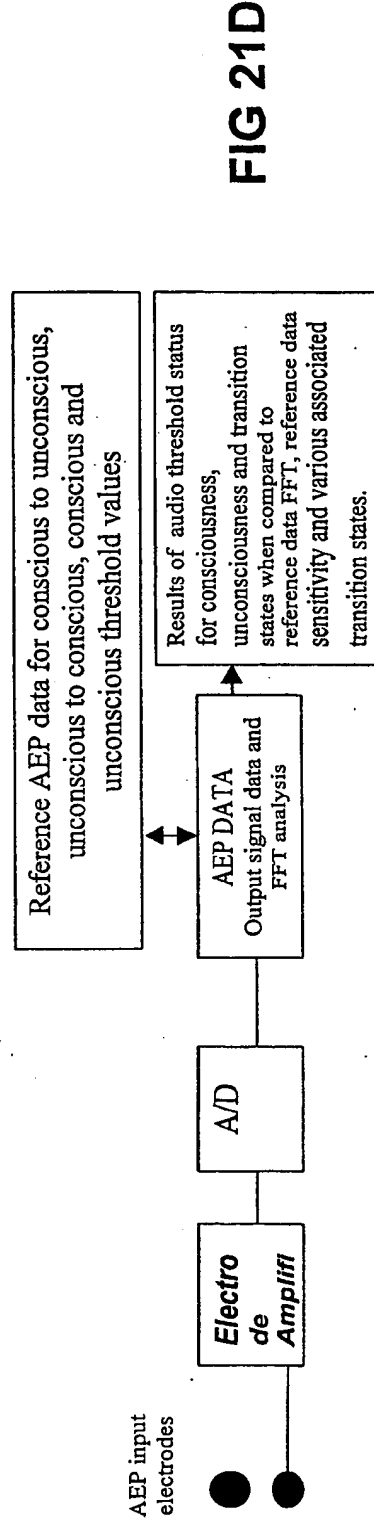 AEP input
electrodes
Electro
de
Amplifi
A/D
AEP DATA
Output signal data and
FFT analysis
Reference AEP data for conscious to unconscious,
unconscious to conscious, conscious and
unconscious threshold values
Results of audio threshold status
for consciousness,
unconsciousness and transition
states when compared to
reference data FFT, reference data
sensitivity and various associated
transition states.
FIG 21D